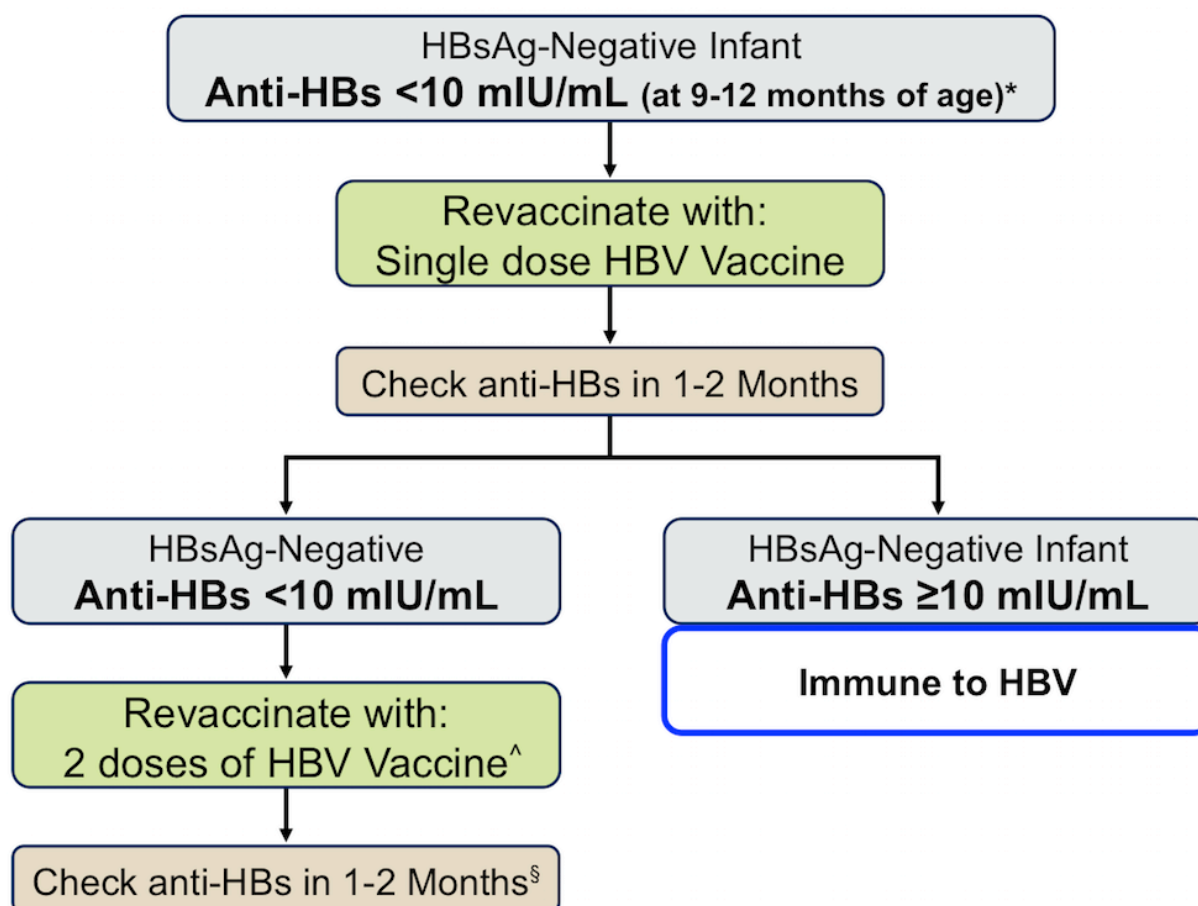 HBsAg-Negative Infant
Anti-HBs <10 mIU/mL (at 9-12 months of age)*
Revaccinate with:
Single dose HBV Vaccine
Check anti-HBs in 1-2 Months
HBsAg-Negative
Anti-HBs <10 mIU/mL
HBsAg-Negative Infant
Anti-HBs ≥10 mIU/mL
Immune to HBV
Revaccinate with:
2 doses of HBV Vaccine^
Check anti-HBs in 1-2 Months§